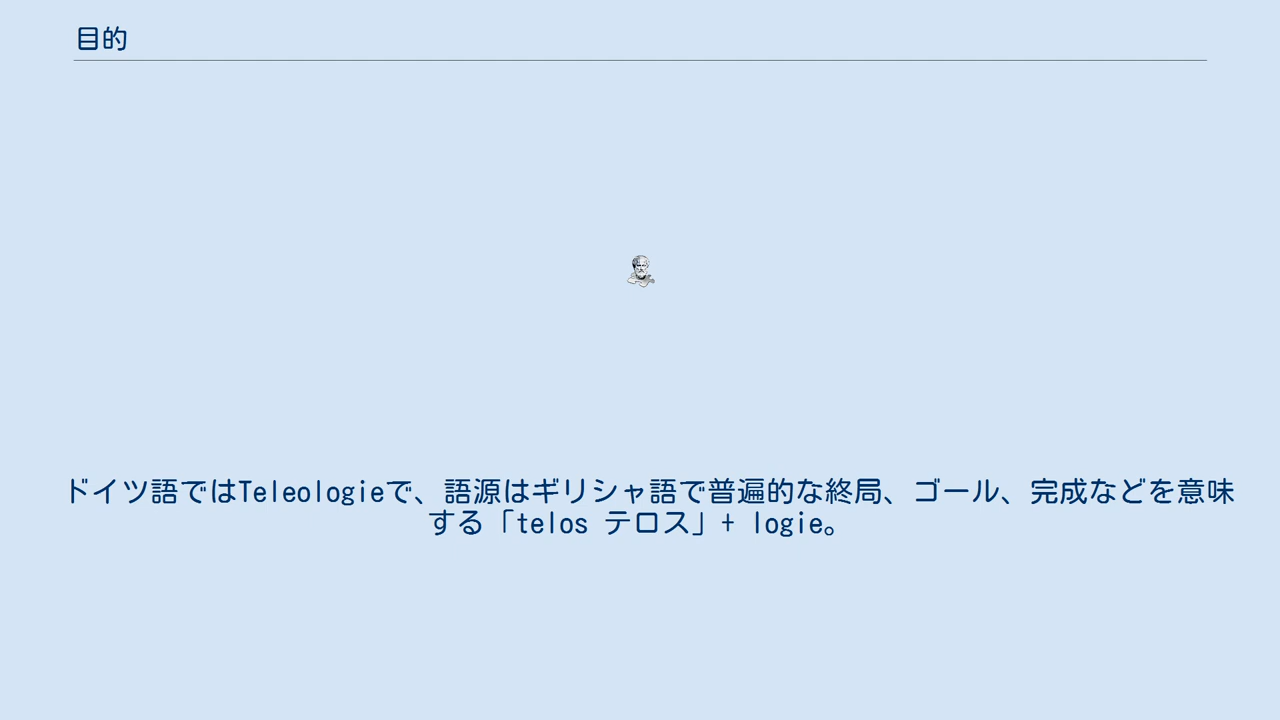 目的
ドイツ語ではTeleologieで、語源はギリシャ語で普遍的な終局、ゴール、完成などを意味
する「telos テロス」+ logie。